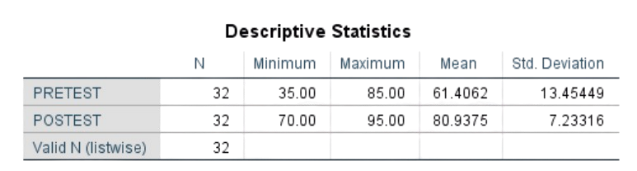 Descriptive Statistics
N Minimum Maximum Mean Std. Deviation
PRETEST 32 35.00 85.00 61.4062 13.45449
POSTEST 32 70.00 95.00 80.9375 7.23316
Valid N (listwise) 32